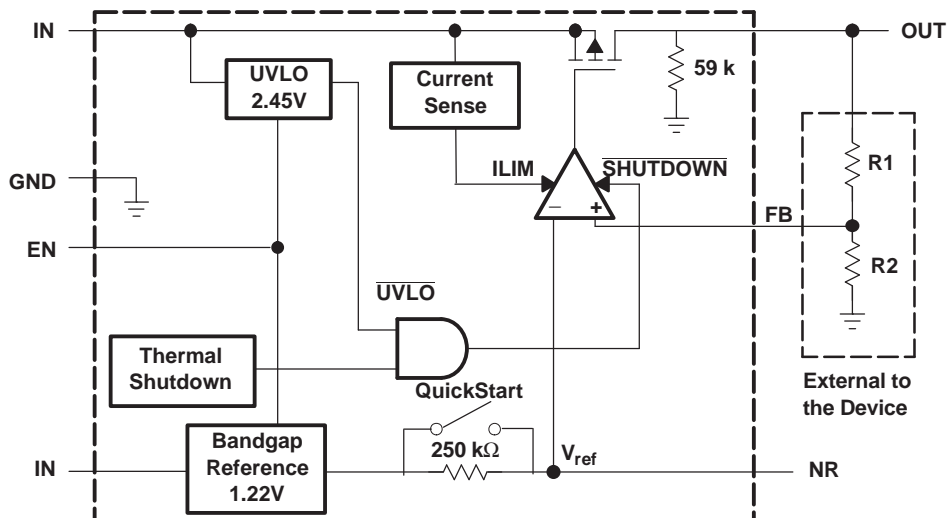 IN
OUT
UVLO
2.45V
Current
Sense
59 k
GND
ILIM
SHUTDOWN
R1
− +
FB
EN
R2
UVLO
Thermal
Shutdown
QuickStart
External to
the Device
IN
Bandgap
Reference
1.22V
250 kΩ
Vref
NR